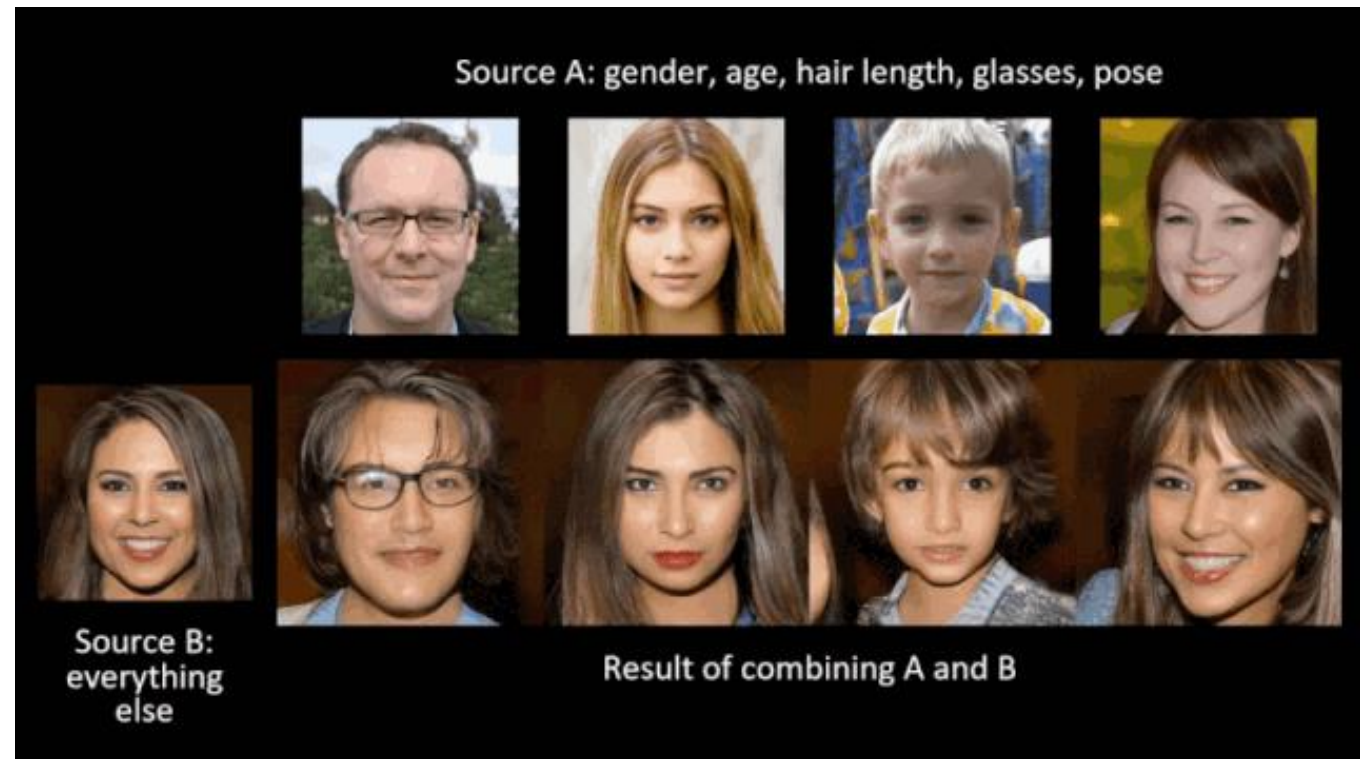 Source A: gender, age, hair length, glasses, pose
Source B:
everything
else
Result of combining A and B